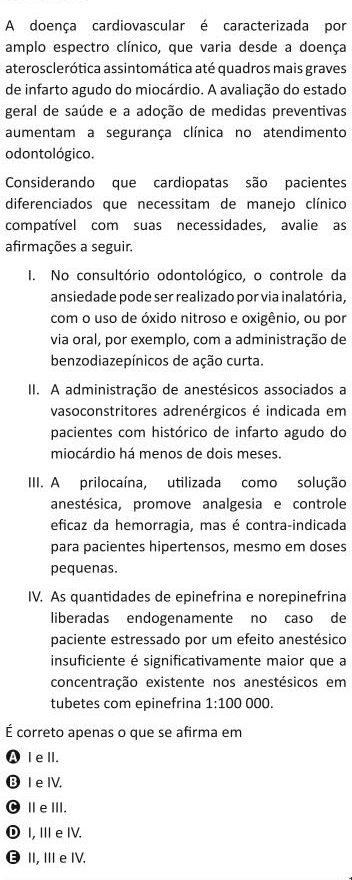 A doença cardiovascular é caracterizada por
amplo espectro clínico, que varia desde a doença
aterosclerótica assintomática até quadros mais graves
de infarto agudo do miocárdio. A avaliação do estado
geral de saúde e a adoção de medidas preventivas
aumentam a segurança clínica no atendimento
odontológico.
Considerando que cardiopatas são pacientes
diferenciados que necessitam de manejo clínico
compatível com suas necessidades, avalie as
afirmações a seguir.
I. No consultório odontológico, o controle da
ansiedade pode ser realizado por via inalatória,
com o uso de óxido nitroso e oxigênio, ou por
via oral, por exemplo, com a administração de
benzodiazepínicos de ação curta.
II. A administração de anestésicos associados a
vasoconstritores adrenérgicos é indicada em
pacientes com histórico de infarto agudo do
miocárdio há menos de dois meses.
III. A prilocaína, utilizada como solução
anestésica, promove analgesia e controle
eficaz da hemorragia, mas é contra-indicada
para pacientes hipertensos, mesmo em doses
pequenas.
IV. As quantidades de epinefrina e norepinefrina
liberadas endogenamente no caso de
paciente estressado por um efeito anestésico
insuficiente é significativamente maior que a
concentração existente nos anestésicos em
tubetes com epinefrina 1:100 000.
É correto apenas o que se afirma em
A I e II.
B I e IV.
C II e III.
D I, III e IV.
E II, III e IV.